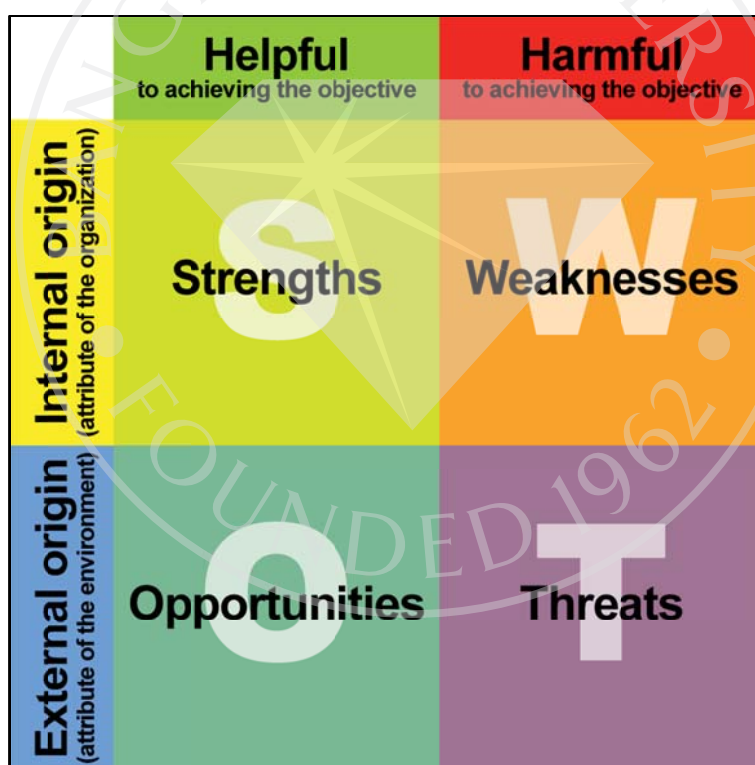 Helpful
to achieving the objective
Harmful
to achieving the objective
Internal origin
(attribute of the organization)
S
Strengths
W
Weaknesses
External origin
(attribute of the environment)
O
Opportunities
T
Threats
FOUNDED 1962